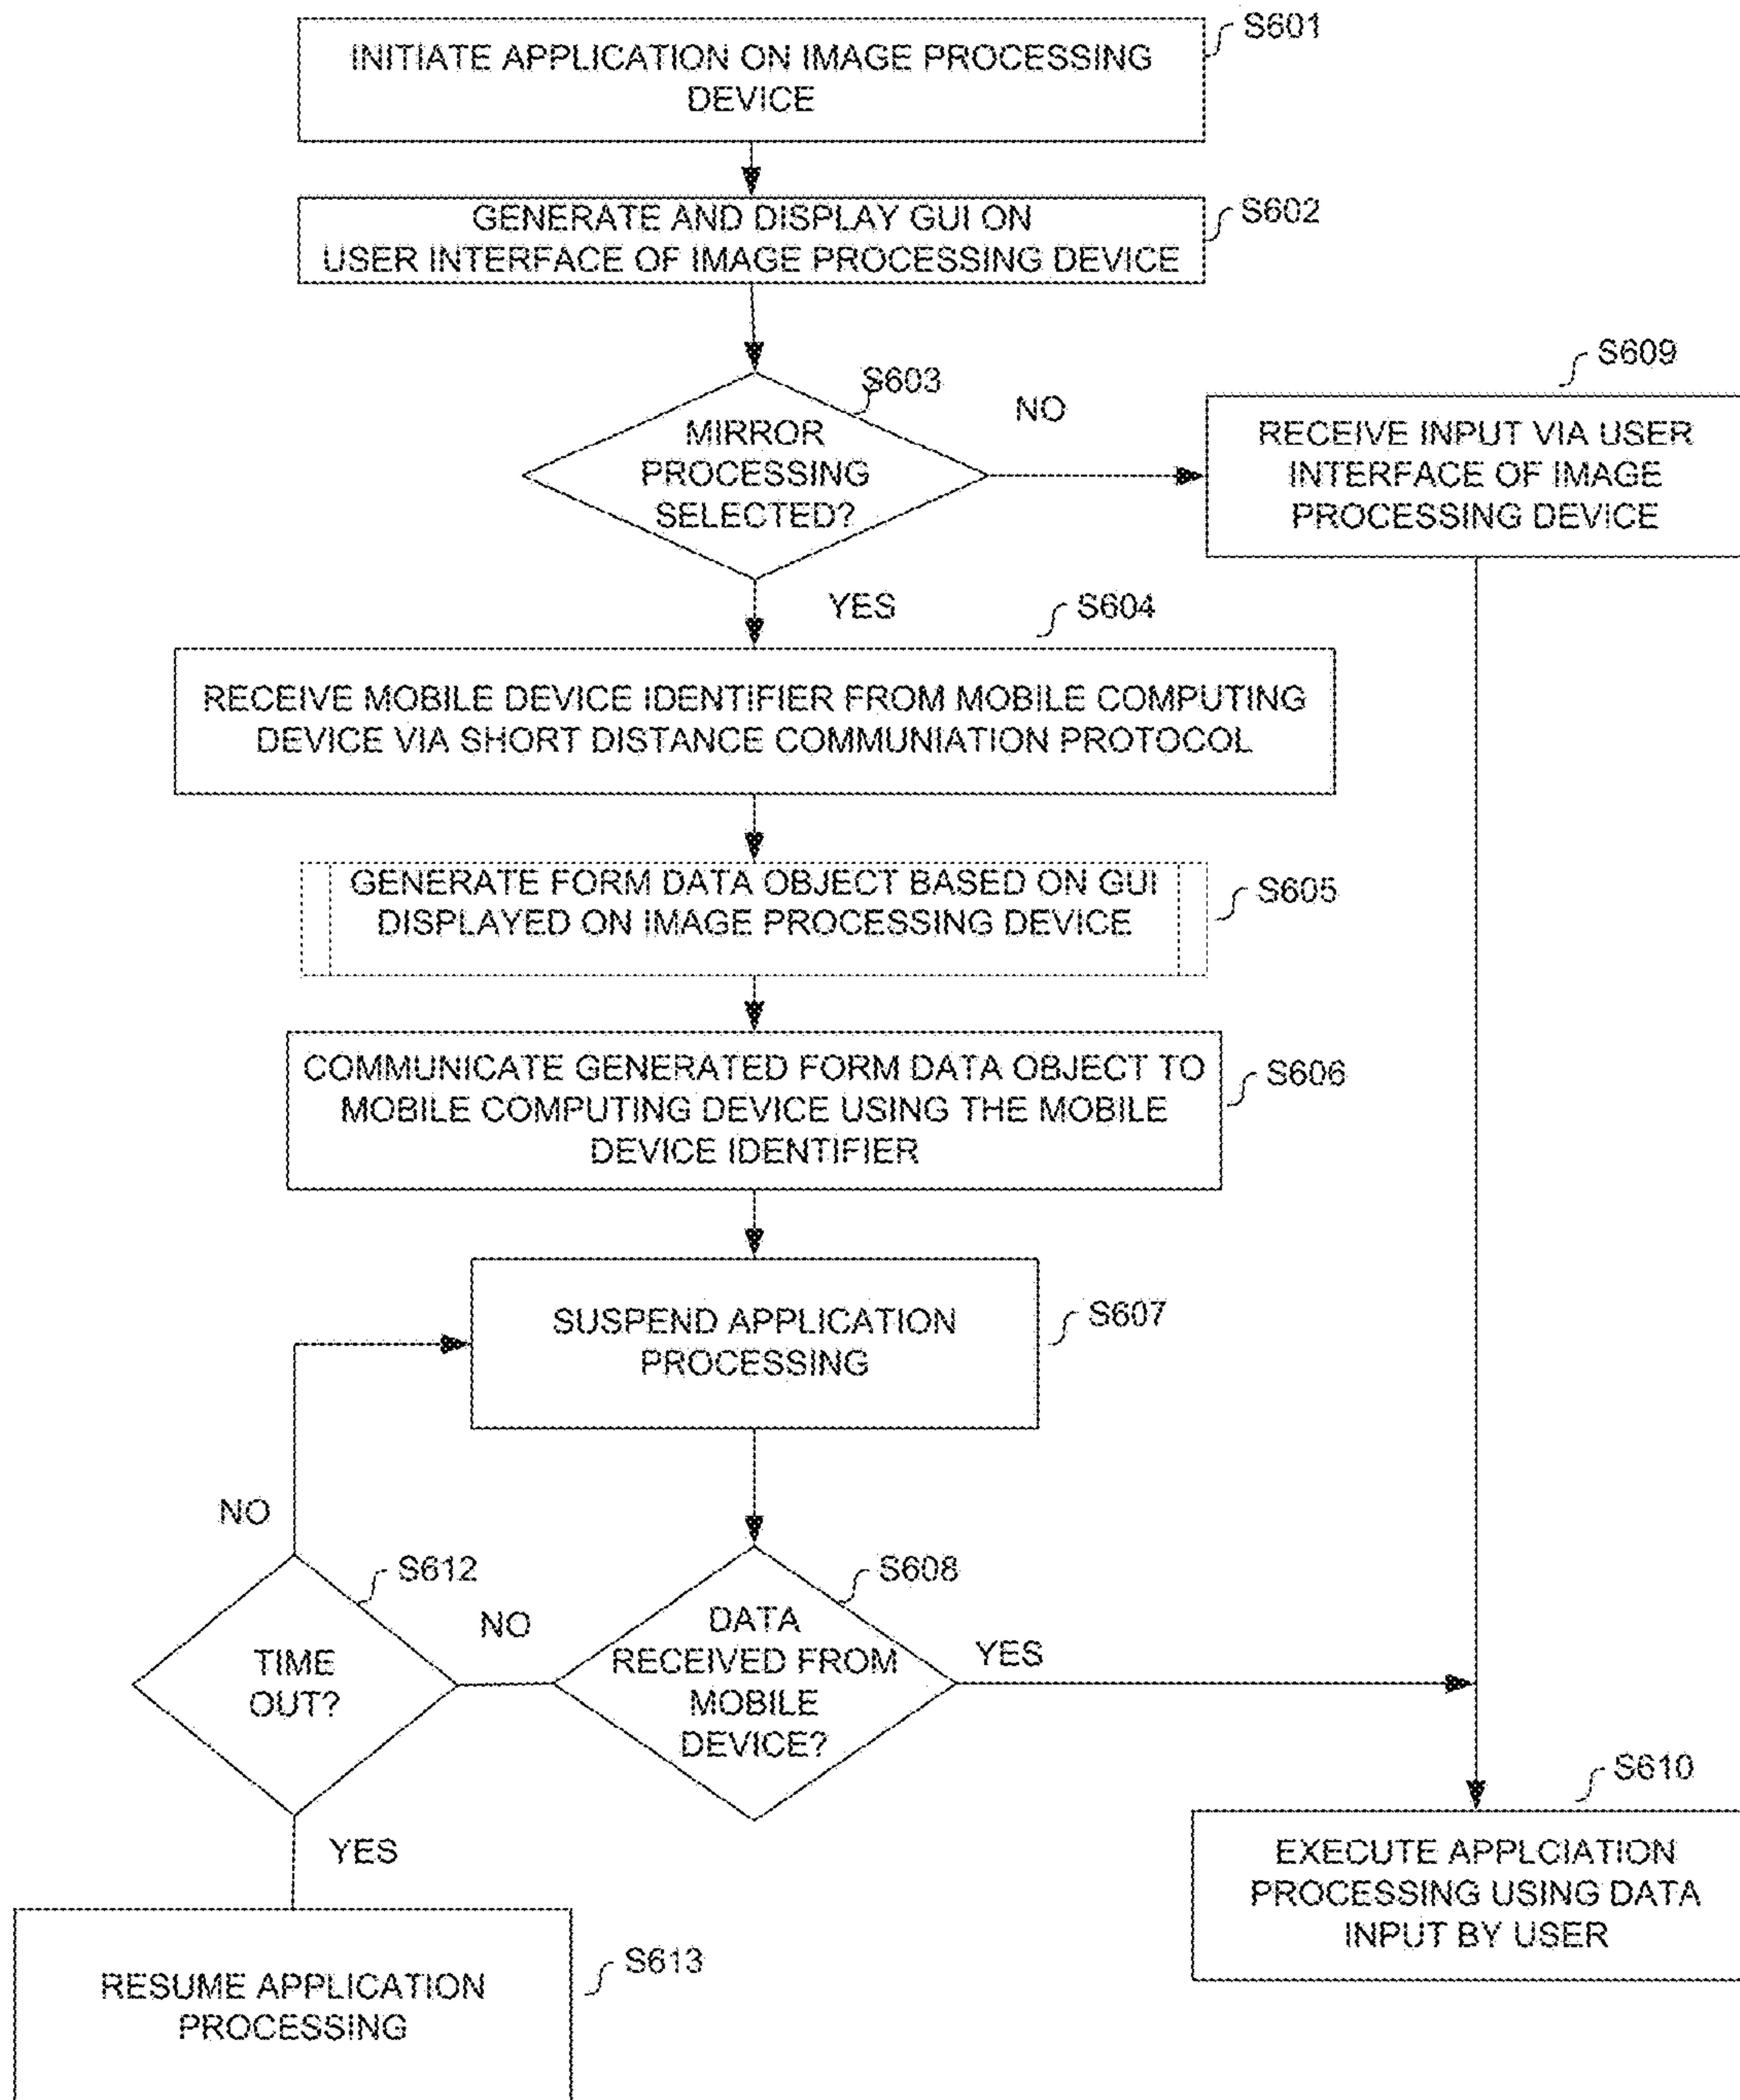 S601
INITIATE APPLICATION ON IMAGE PROCESSING
DEVICE
S602
GENERATE AND DISPLAY GUI ON
USER INTERFACE OF IMAGE PROCESSING DEVICE
S603
MIRROR
PROCESSING
SELECTED?
NO
S609
RECEIVE INPUT VIA USER
INTERFACE OF IMAGE
PROCESSING DEVICE
YES
S604
RECEIVE MOBILE DEVICE IDENTIFIER FROM MOBILE COMPUTING
DEVICE VIA SHORT DISTANCE COMMUNIATION PROTOCOL
GENERATE FORM DATA OBJECT BASED ON GUI
DISPLAYED ON IMAGE PROCESSING DEVICE
S605
COMMUNICATE GENERATED FORM DATA OBJECT TO
MOBILE COMPUTING DEVICE USING THE MOBILE
DEVICE IDENTIFIER
S606
SUSPEND APPLICATION
PROCESSING
S607
NO
S612
TIME
OUT?
NO
S608
DATA
RECEIVED FROM
MOBILE
DEVICE?
YES
YES
S610
EXECUTE APPLCIATION
PROCESSING USING DATA
INPUT BY USER
RESUME APPLICATION
PROCESSING
S613